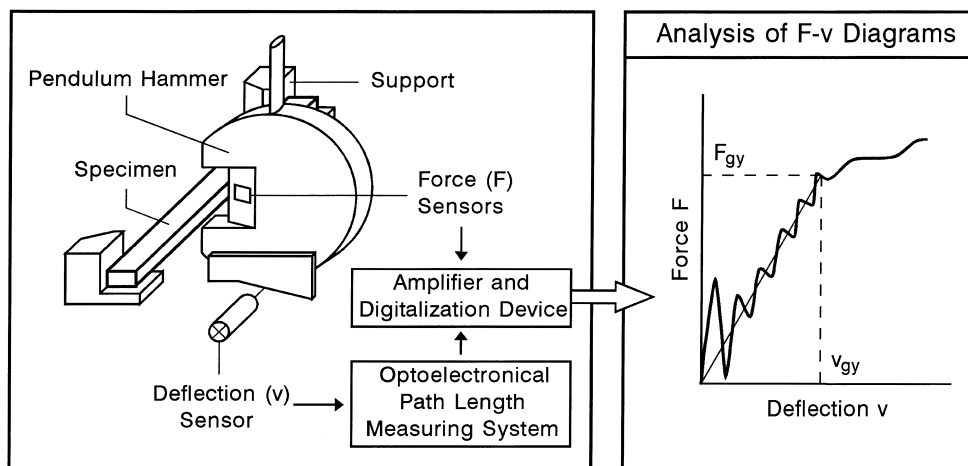 Analysis of F-v Diagrams
Pendulum Hammer
Support
Specimen
Force (F)
Sensors
Amplifier and
Digitalization Device
Deflection (v)
Sensor
Optoelectronical
Path Length
Measuring System
Fgy
Force F
vgy
Deflection v